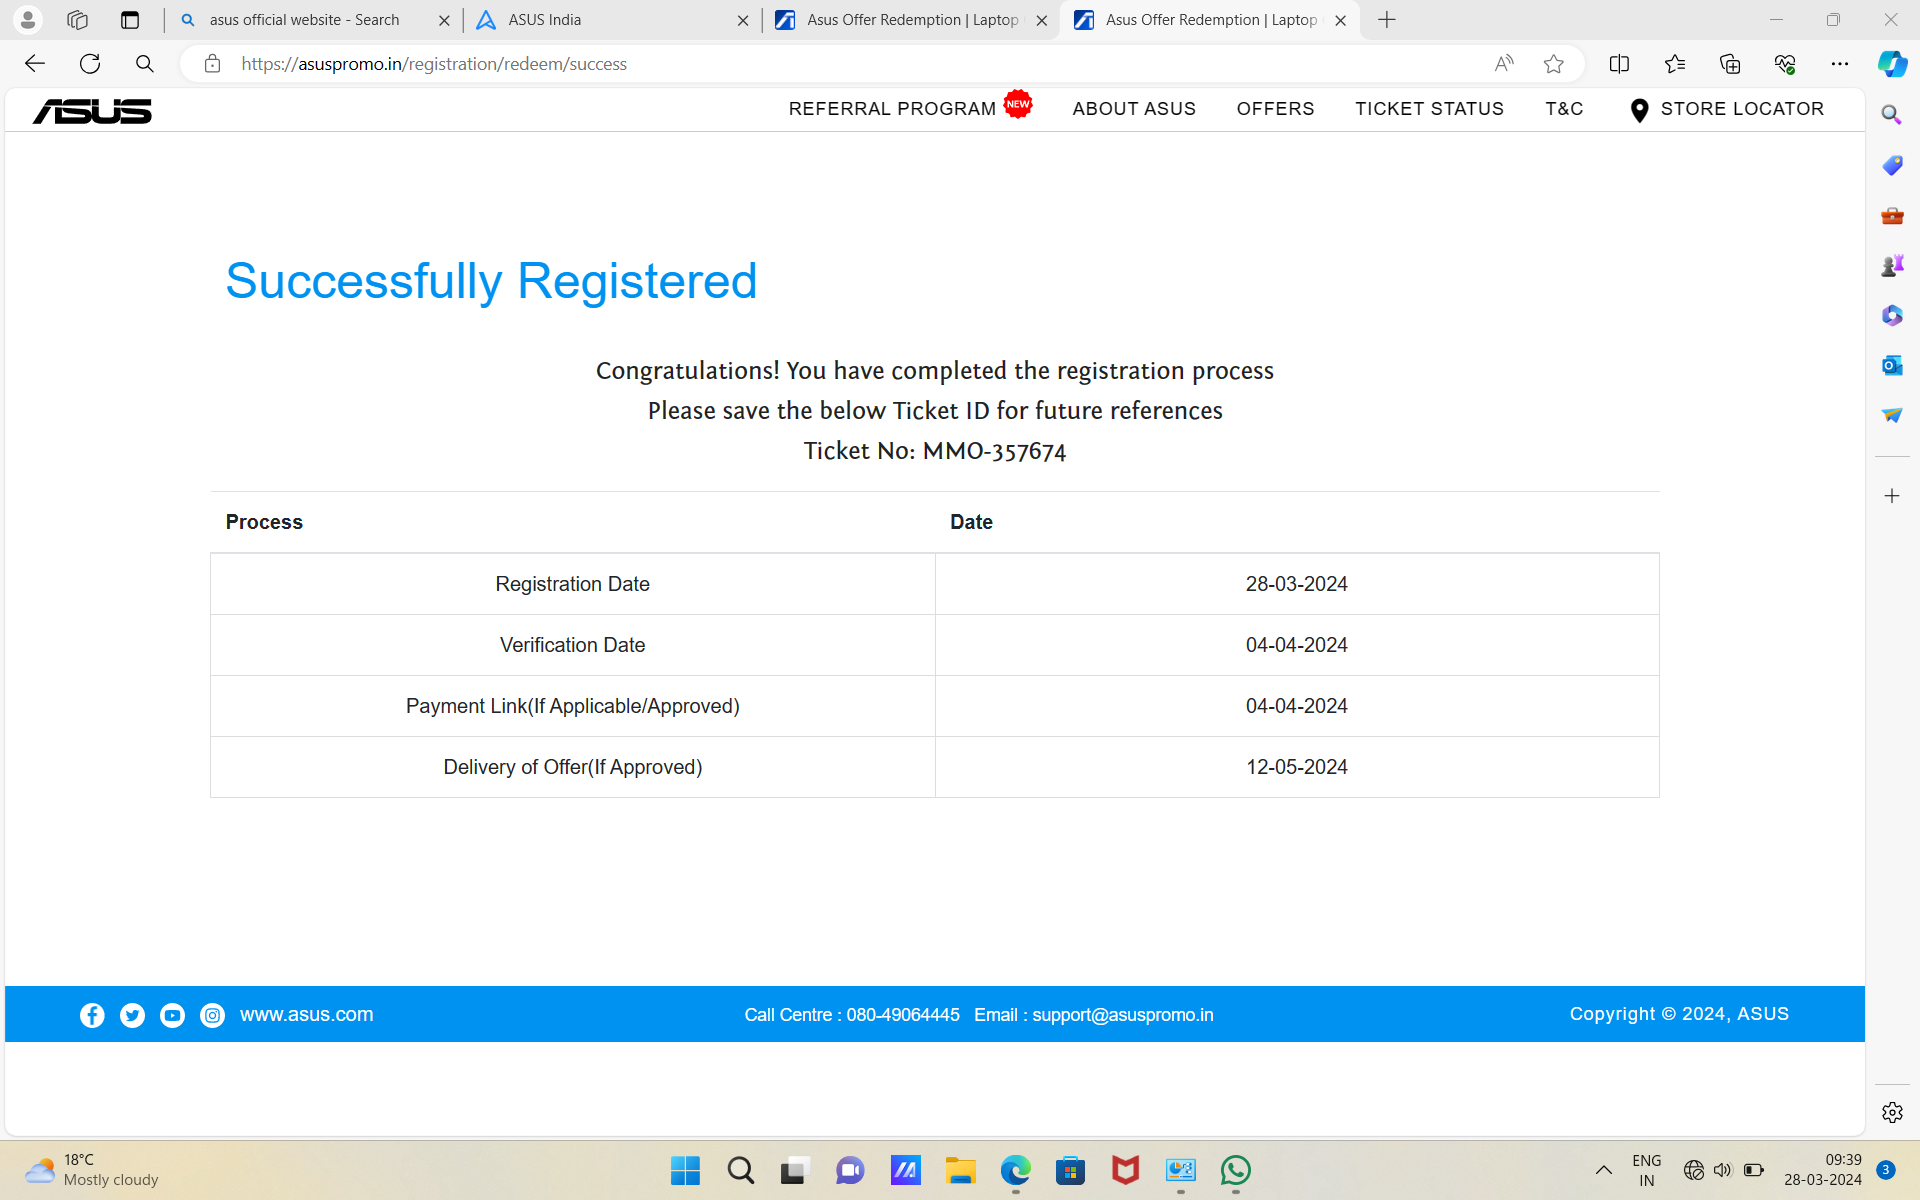 asus official website - Search
ASUS India
Asus Offer Redemption | Laptop
Asus Offer Redemption | Laptop
https://asuspromo.in/registration/redeem/success
ASUS
REFERRAL PROGRAM NEW
ABOUT ASUS
OFFERS
TICKET STATUS
T&C
STORE LOCATOR
Successfully Registered
Congratulations! You have completed the registration process
Please save the below Ticket ID for future references
Ticket No: MMO-357674
Process Date
Registration Date 28-03-2024
Verification Date 04-04-2024
Payment Link(If Applicable/Approved) 04-04-2024
Delivery of Offer(If Approved) 12-05-2024
www.asus.com
Call Centre : 080-49064445 Email : support@asuspromo.in
Copyright © 2024, ASUS
18°C
Mostly cloudy
ENG
IN
09:39
28-03-2024
3